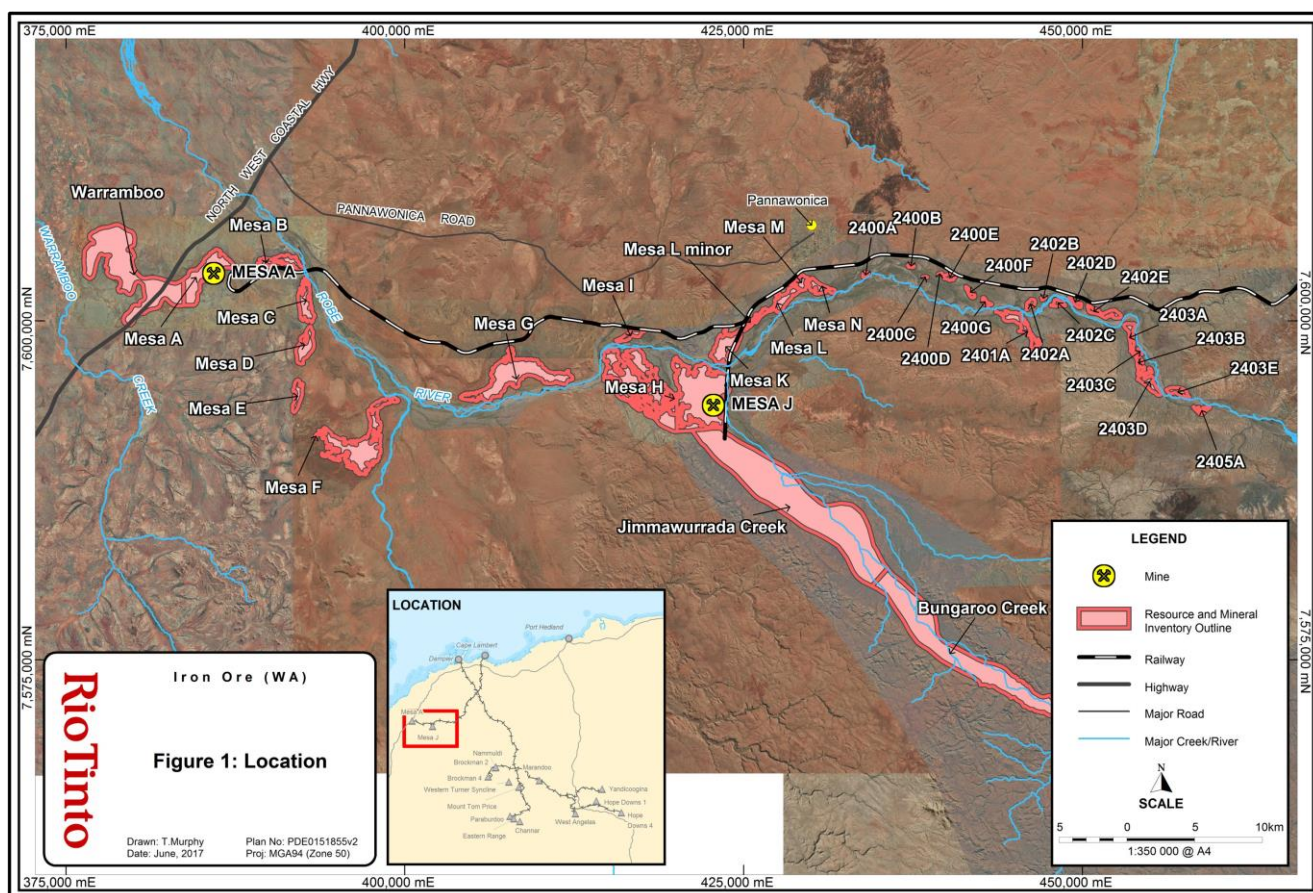 375,000 mE
400,000 mE
425,000 mE
450,000 mE
NORTH WEST COASTAL HWY
Warramboo
Mesa B
PANNAWONICA ROAD
Pannawonica
Mesa M
Mesa L minor
2400A
2400B
2400E
2400F
2402B
2402D
2402E
WARRAMBOO
CREEK
MESA A
Mesa A
Mesa C
Mesa D
Mesa E
Mesa F
ROBE
RIVER
Mesa G
Mesa I
Mesa H
Mesa N
Mesa L
Mesa K
MESA J
2400C
2400D
2400G
2401A
2402A
2402C
2403A
2403B
2403C
2403E
2403D
2405A
7,600,000 mN
7,600,000 mN
Jimmawurrada Creek
Bungaroo Creek
7,575,000 mN
7,575,000 mN
RioTinto
Iron Ore (WA)
Figure 1: Location
Drawn: T.Murphy
Date: June, 2017
Plan No: PDE0151855v2
Proj: MGA94 (Zone 50)
LOCATION
Port Hedland
Cape Lambert
Dampier
Mesa A
Mesa J
Nammuldi
Brockman 2
Marandoo
Brockman 4
Western Turner Syncline
Mount Tom Price
Paraburdoo
Eastern Range
Channar
West Angelas
Yandicoogina
Hope Downs 1
Hope
Downs 4
LEGEND
Mine
Resource and Mineral
Inventory Outline
Railway
Highway
Major Road
Major Creek/River
N
SCALE
5 0 5 10km
1:350 000 @ A4
375,000 mE
400,000 mE
425,000 mE
450,000 mE